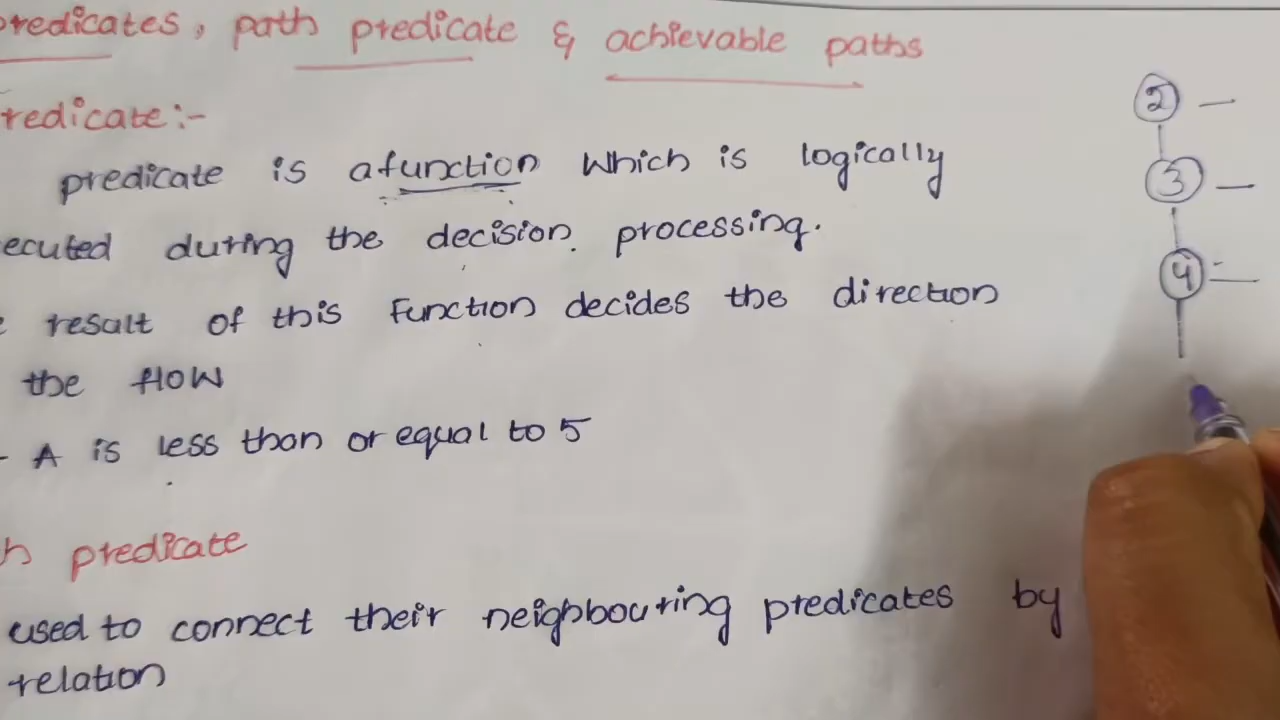 predicates, path predicate & achievable paths
redicate:-
predicate is a function which is logically
ecuted during the decision processing.
e result of this Function decides the direction
the flow
- A is less than or equal to 5
h predicate
used to connect their neighbouring predicates by
relation
2 -
3 -
4 -